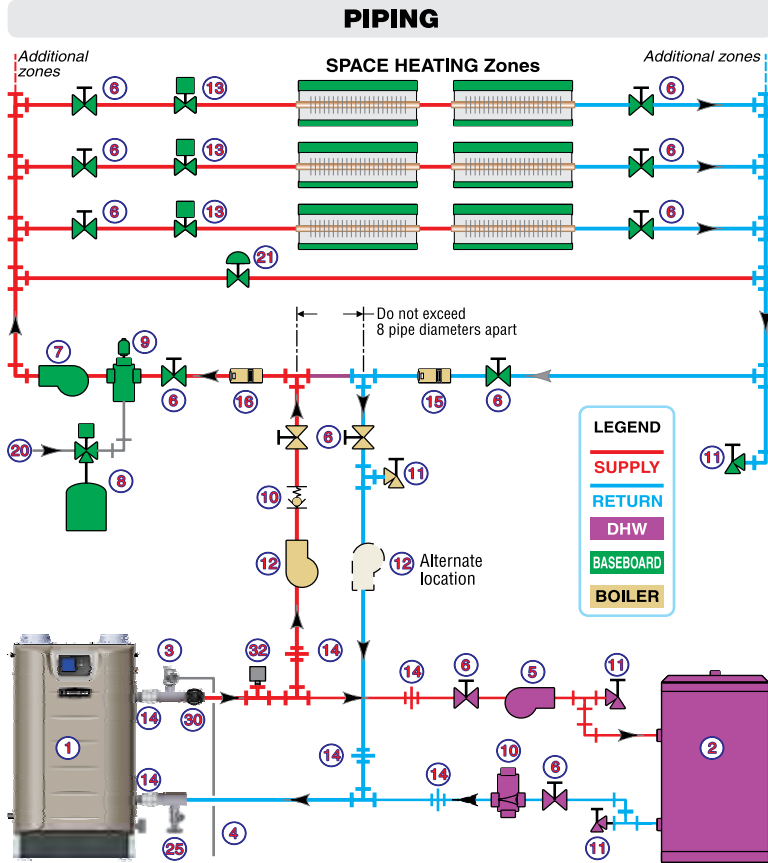 PIPING
Additional
zones
SPACE HEATING Zones
Additional zones
6
13
6
6
13
6
6
13
6
21
Do not exceed
8 pipe diameters apart
7
9
6
16
15
6
20
8
6
11
10
12
12
Alternate
location
LEGEND
SUPPLY
RETURN
DHW
BASEBOARD
BOILER
11
3
32
14
14
6
5
11
14
30
1
2
14
14
14
10
6
25
4
11